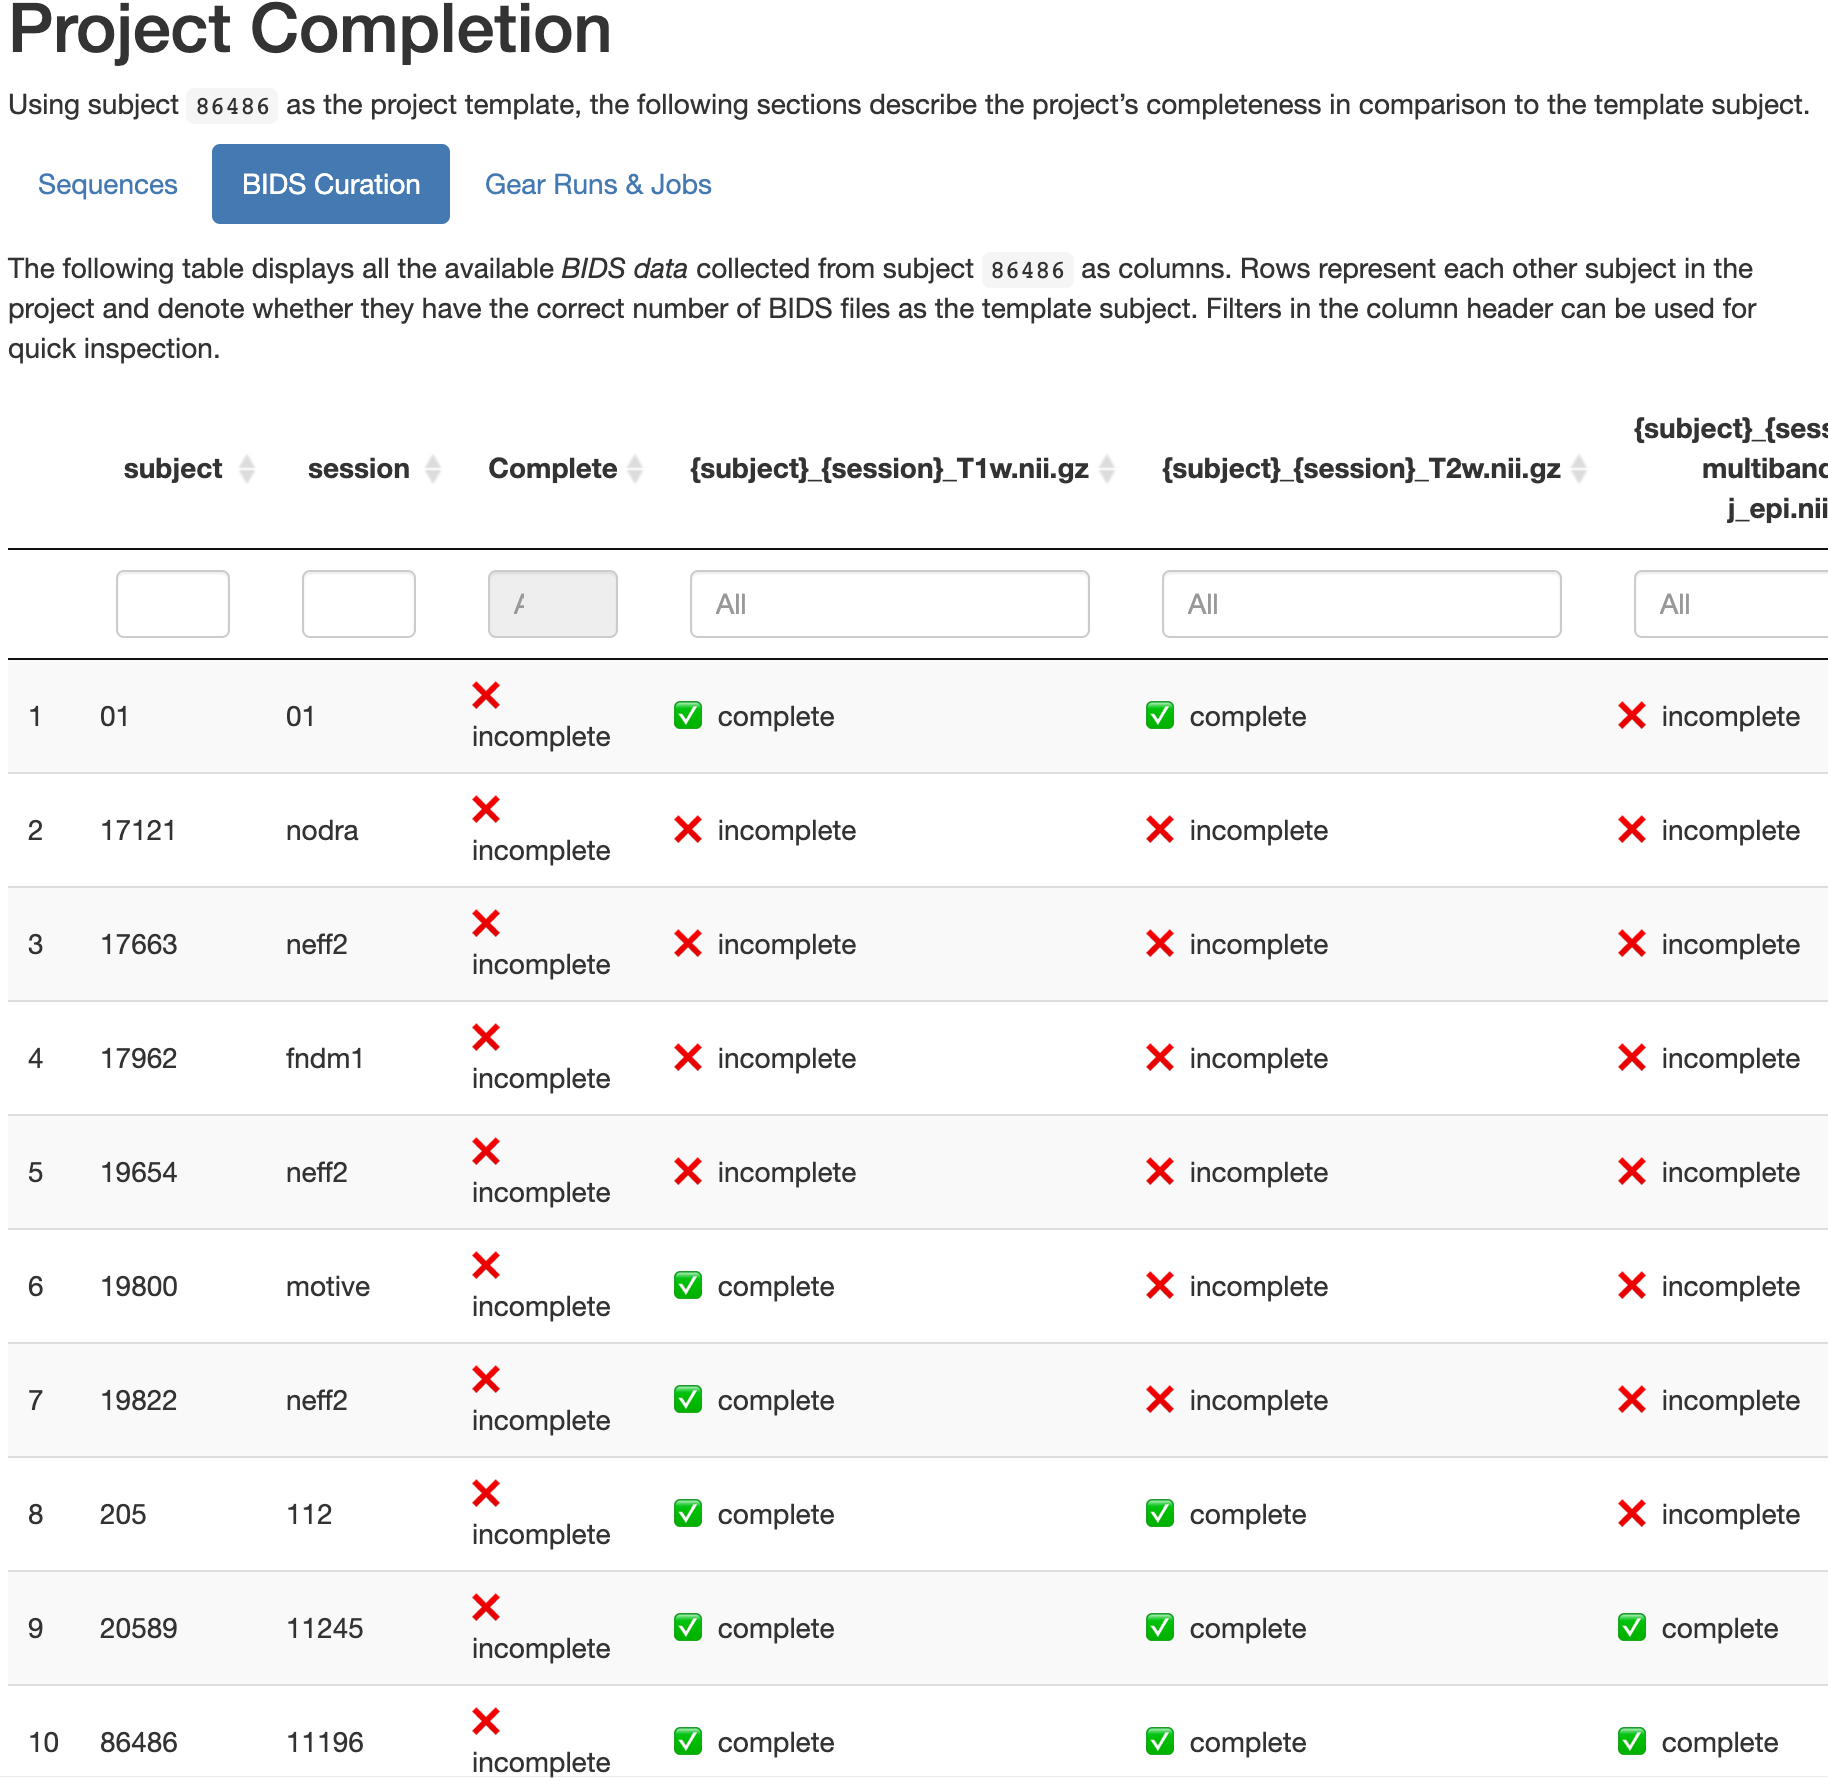 Project Completion
Using subject 86486 as the project template, the following sections describe the project’s completeness in comparison to the template subject.
Sequences BIDS Curation Gear Runs & Jobs
The following table displays all the available BIDS data collected from subject 86486 as columns. Rows represent each other subject in the
project and denote whether they have the correct number of BIDS files as the template subject. Filters in the column header can be used for
quick inspection.
{subject}_{sess
subject session Complete {subject}_{session}_T1w.nii.gz {subject}_{session}_T2w.nii.gz multiband
j_epi.nii
A All All All
1 01 01 ❌ incomplete ✅ complete ✅ complete ❌ incomplete
2 17121 nodra ❌ incomplete ❌ incomplete ❌ incomplete ❌ incomplete
3 17663 neff2 ❌ incomplete ❌ incomplete ❌ incomplete ❌ incomplete
4 17962 fndm1 ❌ incomplete ❌ incomplete ❌ incomplete ❌ incomplete
5 19654 neff2 ❌ incomplete ❌ incomplete ❌ incomplete ❌ incomplete
6 19800 motive ❌ incomplete ✅ complete ❌ incomplete ❌ incomplete
7 19822 neff2 ❌ incomplete ✅ complete ❌ incomplete ❌ incomplete
8 205 112 ❌ incomplete ✅ complete ✅ complete ❌ incomplete
9 20589 11245 ❌ incomplete ✅ complete ✅ complete ✅ complete
10 86486 11196 ❌ incomplete ✅ complete ✅ complete ✅ complete